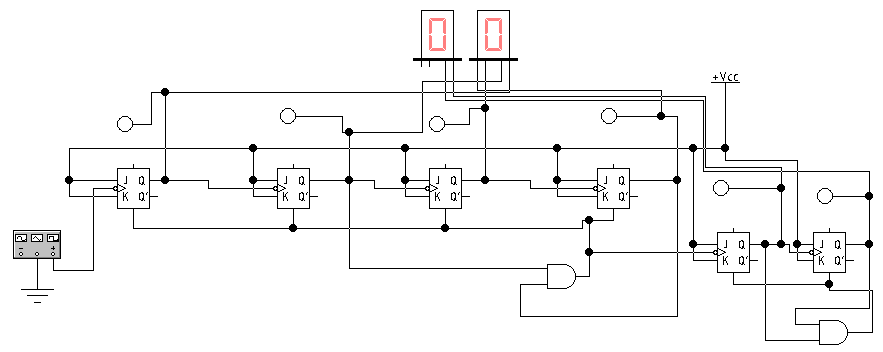 0 0
+Vcc
J Q J Q J Q J Q
K Q' K Q' K Q' K Q'
J Q J Q
K Q' K Q'
- +